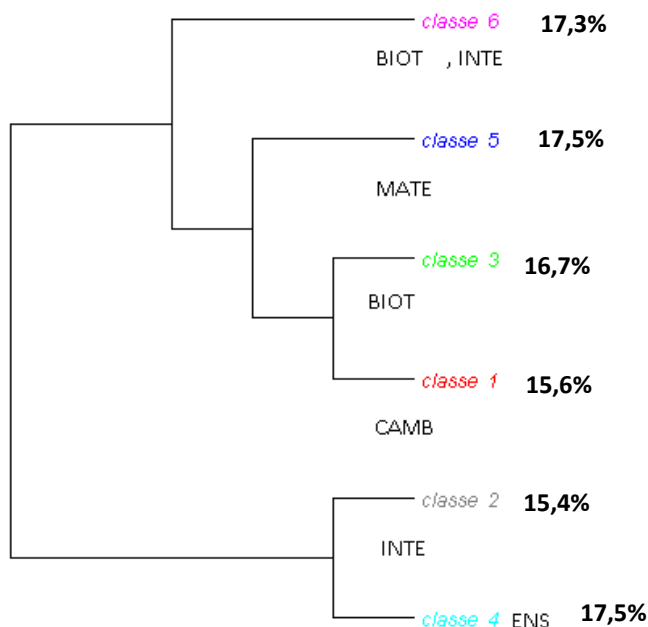 classe 6 17,3%
BIOT , INTE
classe 5 17,5%
MATE
classe 3 16,7%
BIOT
classe 1 15,6%
CAMB
classe 2 15,4%
INTE
classe 4 ENS 17,5%